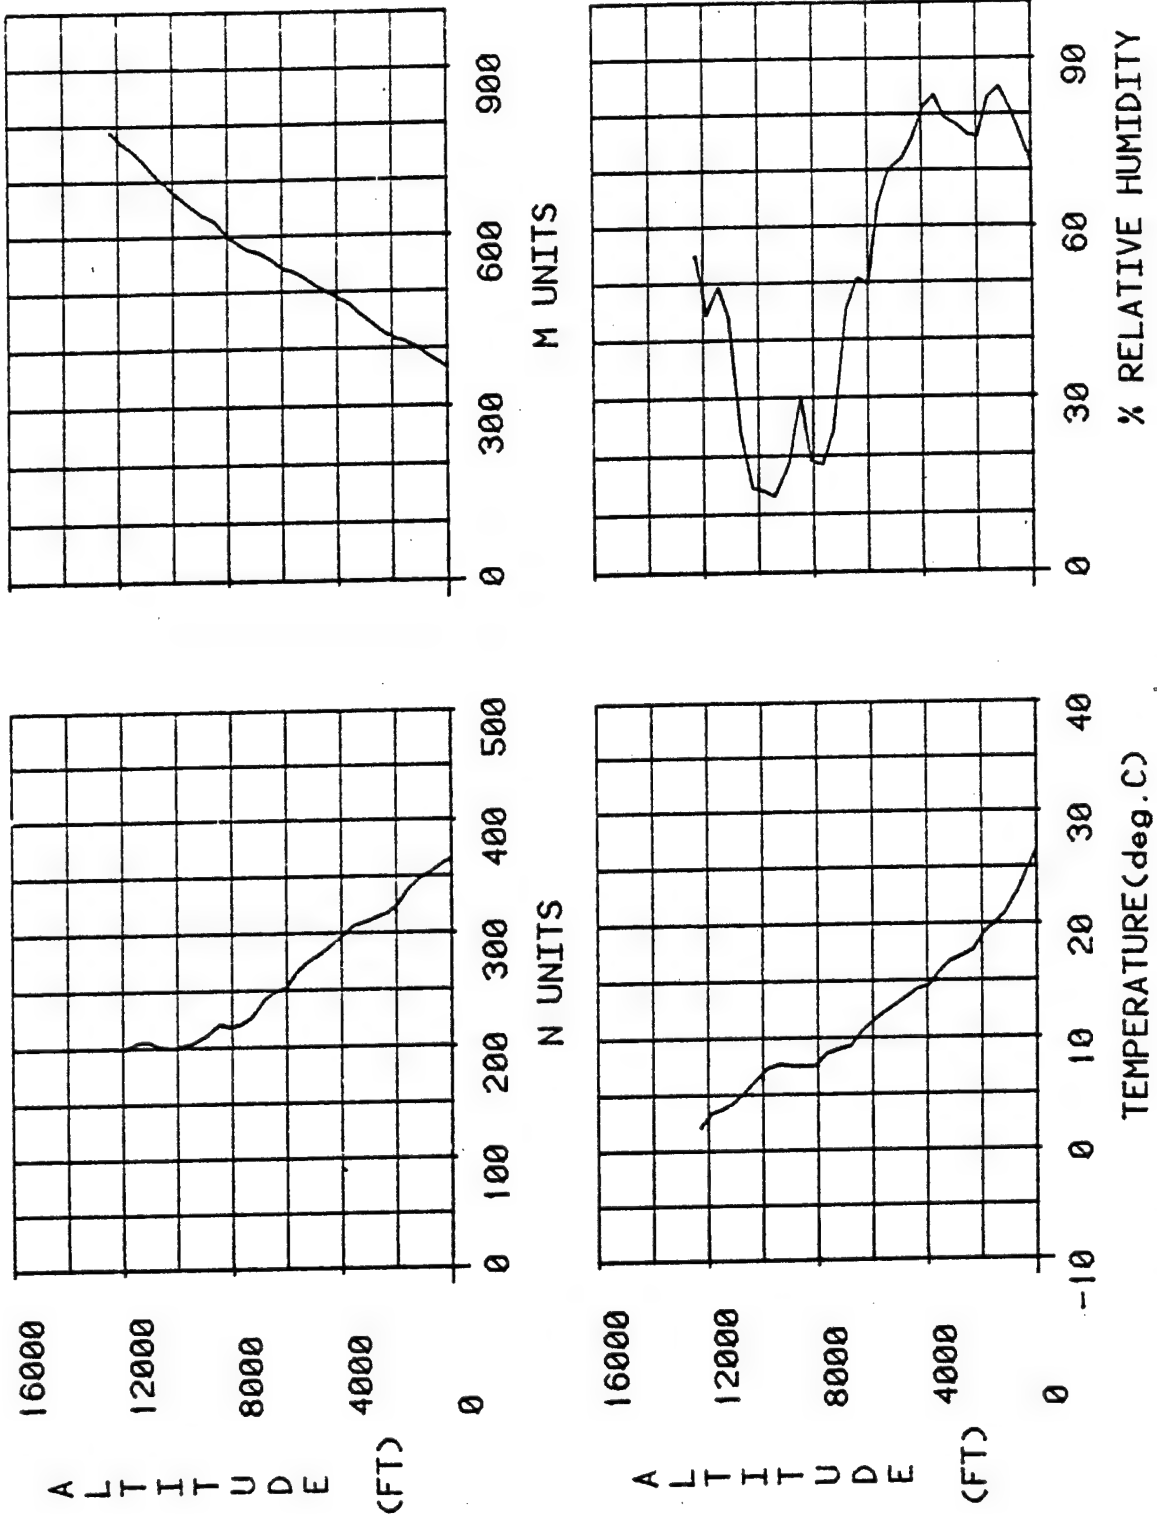 ALTITUDE
(FT)
16000
12000
8000
4000
0
0 100 200 300 400 500
N UNITS
0 300 600 900
M UNITS
ALTITUDE
(FT)
16000
12000
8000
4000
0
-10 0 10 20 30 40
TEMPERATURE(deg.C)
0 30 60 90
% RELATIVE HUMIDITY